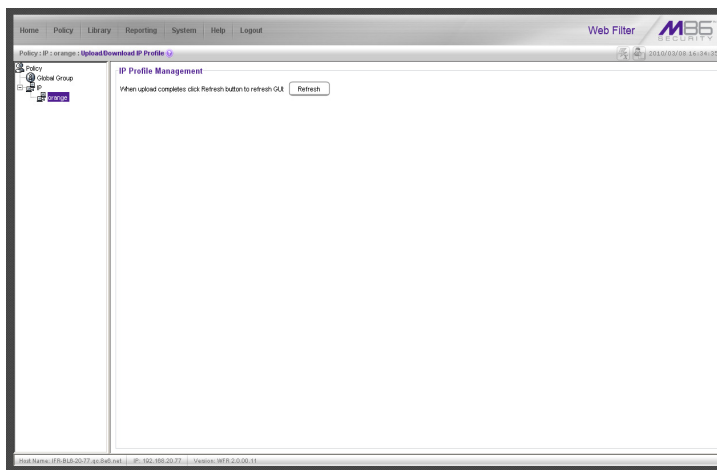 Home Policy Library Reporting System Help Logout
Web Filter M86 SECURITY
Policy : IP : orange : Upload/Download IP Profile
2010/03/08 16:34:35
Policy
Global Group
IP
orange
IP Profile Management
When upload completes click Refresh button to refresh GUI. Refresh
Host Name: IFR-BL8-20-77.qc.8e6.net IP: 192.168.20.77 Version: WFR 2.0.00.11